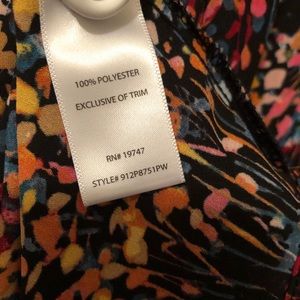 100% POLYESTER
EXCLUSIVE OF TRIM
RN# 19747
STYLE# 912P8751PW